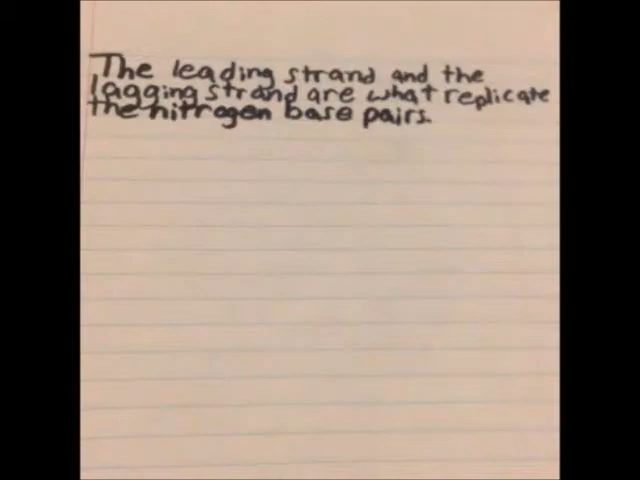 The leading strand and the
lagging strand are what replicate
the nitrogen base pairs.